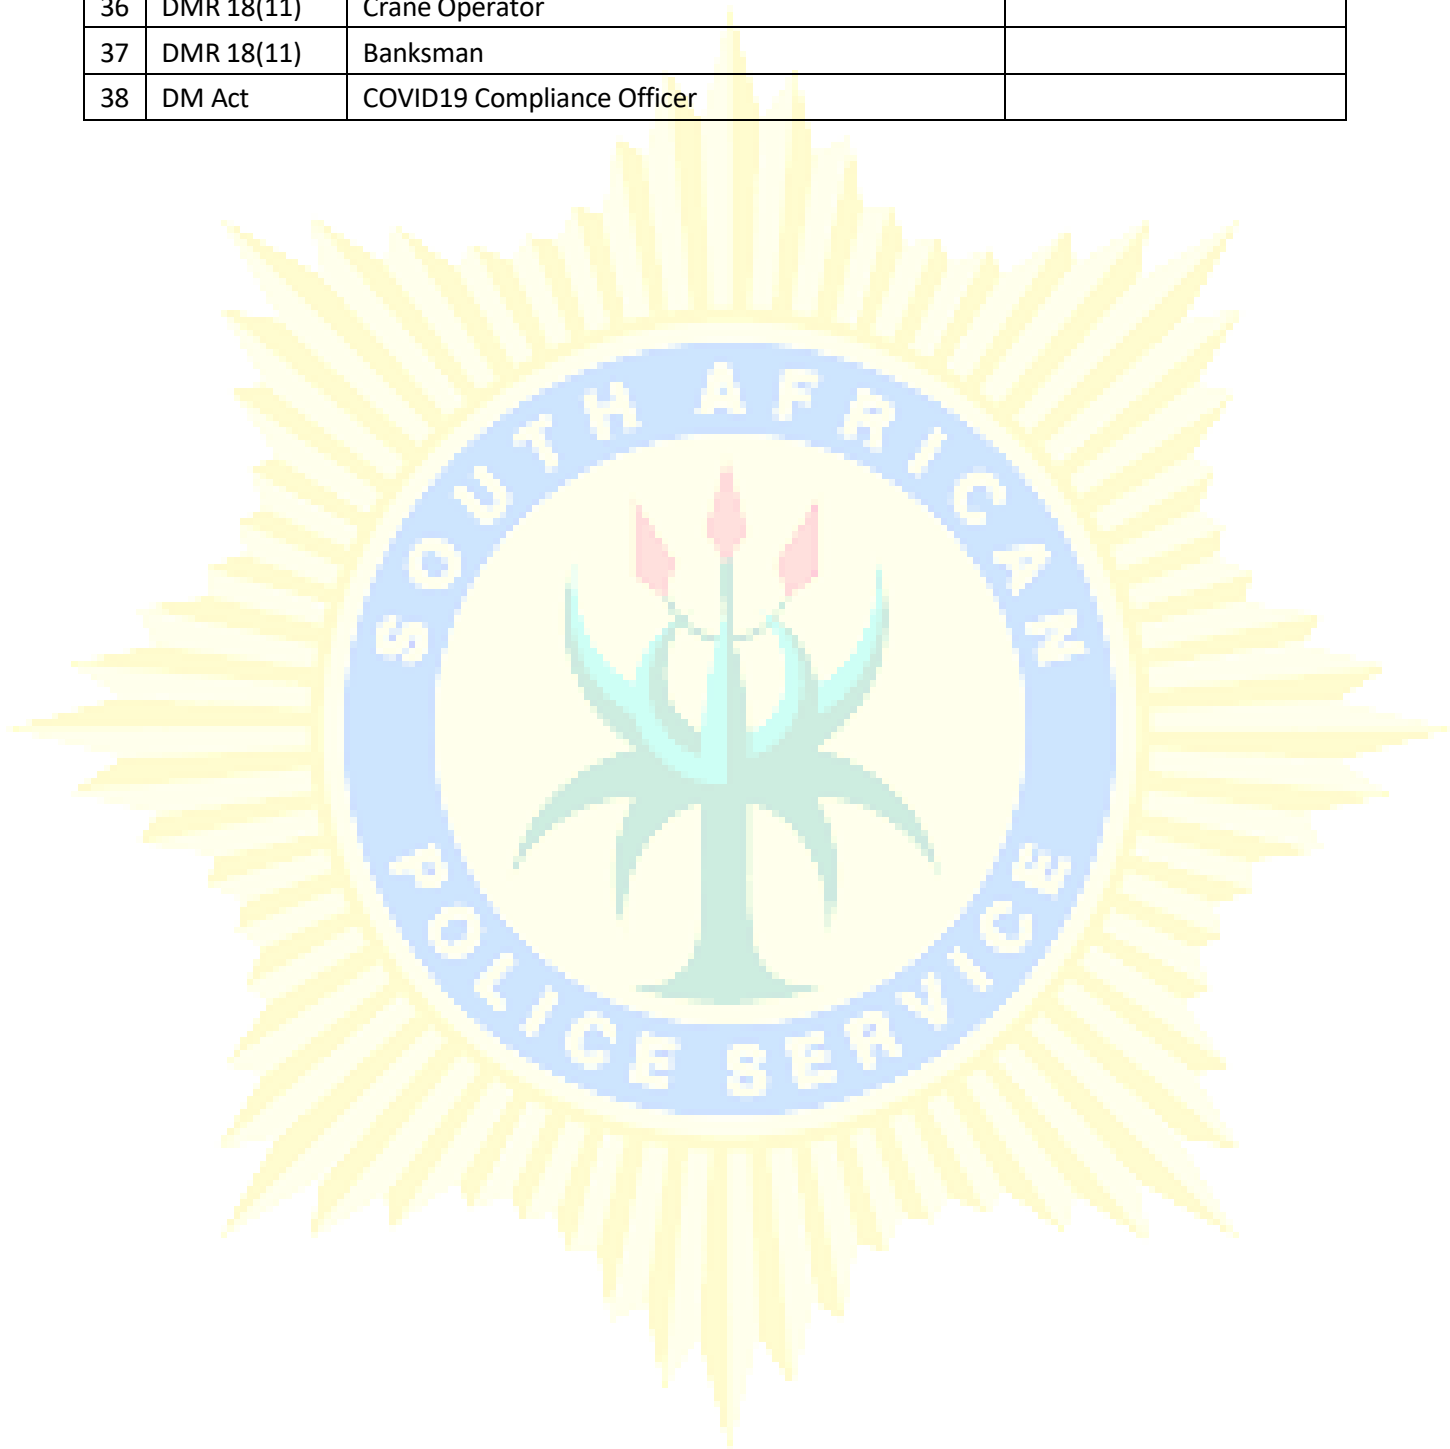 36 DMR 18(11) Crane Operator
37 DMR 18(11) Banksman
38 DM Act COVID19 Compliance Officer
SOUTH AFRICAN
POLICE SERVICE